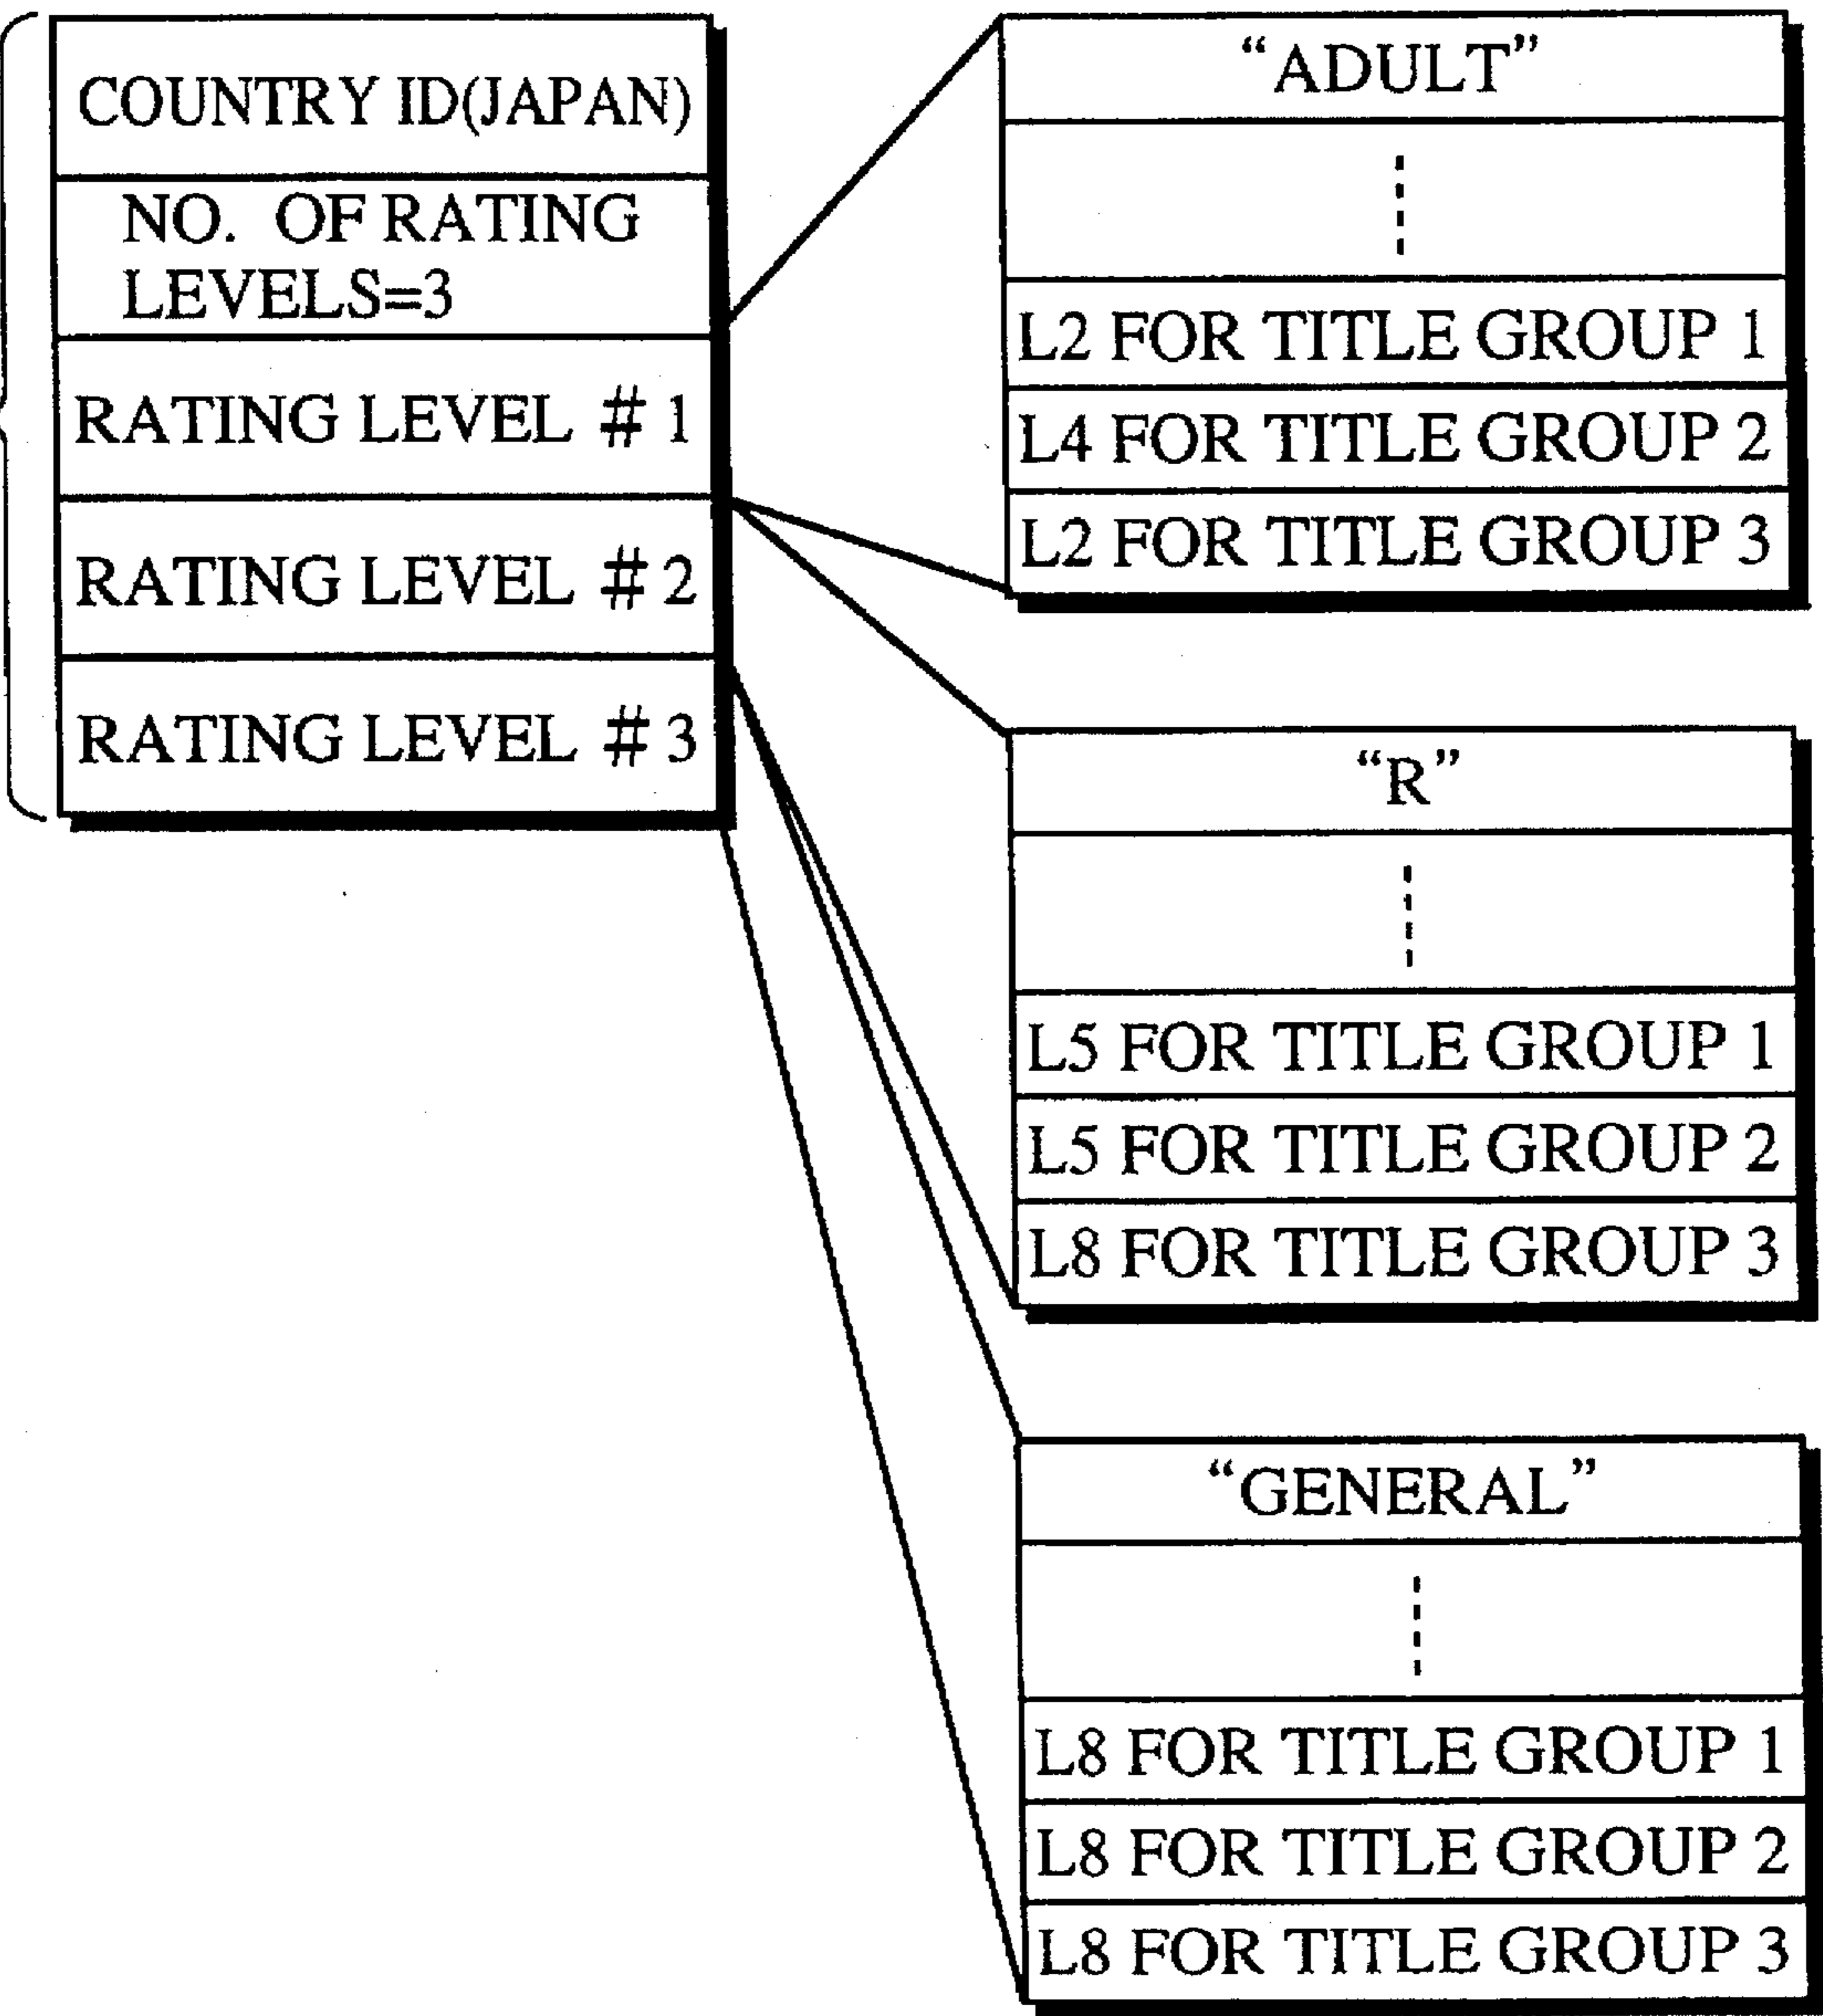 COUNTRY ID(JAPAN)
NO. OF RATING
LEVELS=3
RATING LEVEL # 1
RATING LEVEL # 2
RATING LEVEL # 3
“ADULT”
L2 FOR TITLE GROUP 1
L4 FOR TITLE GROUP 2
L2 FOR TITLE GROUP 3
“R”
L5 FOR TITLE GROUP 1
L5 FOR TITLE GROUP 2
L8 FOR TITLE GROUP 3
“GENERAL”
L8 FOR TITLE GROUP 1
L8 FOR TITLE GROUP 2
L8 FOR TITLE GROUP 3